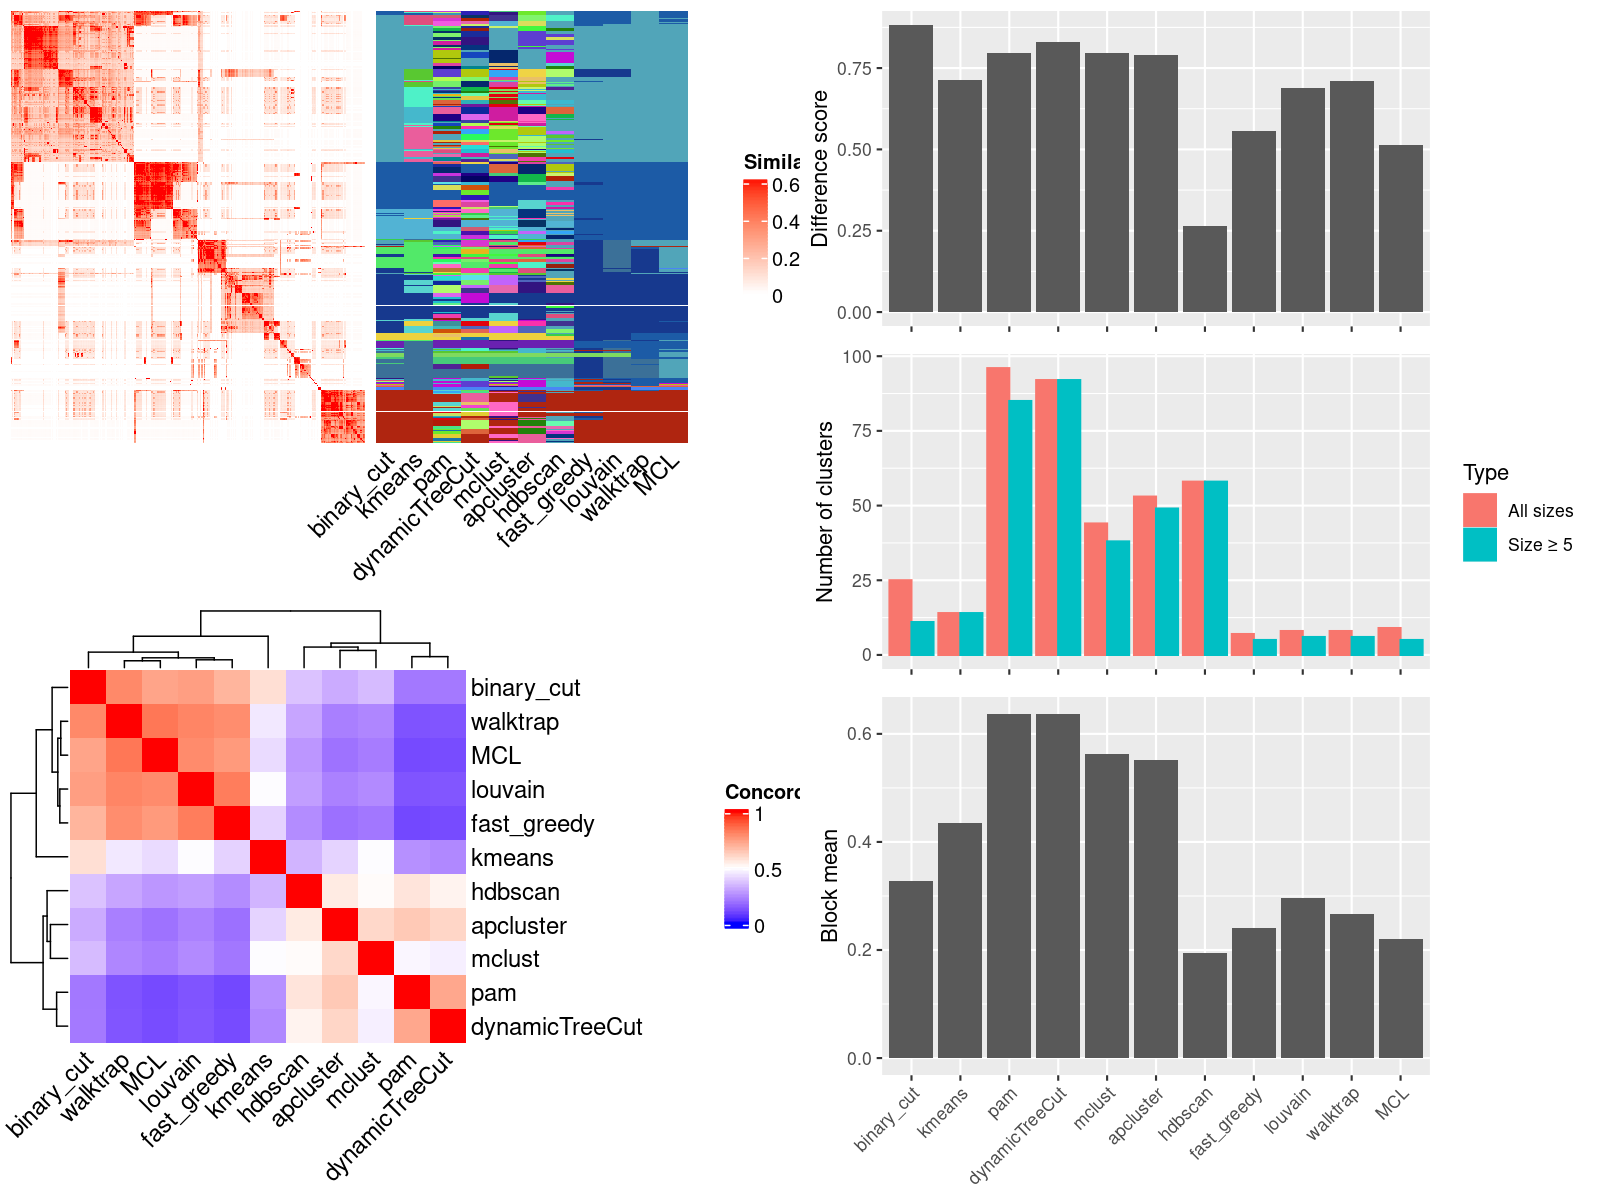 Simila
0.6
0.4
0.2
0
binary_cut
kmeans
pam
dynamicTreeCut
mclust
apcluster
hdbscan
fast_greedy
louvain
walktrap
MCL
binary_cut
walktrap
MCL
louvain
fast_greedy
kmeans
hdbscan
apcluster
mclust
pam
dynamicTreeCut
Concorc
1
0.5
0
binary_cut
walktrap
MCL
louvain
fast_greedy
kmeans
hdbscan
apcluster
mclust
pam
dynamicTreeCut
Difference score
0.75
0.50
0.25
0.00
Number of clusters
100
75
50
25
0
Type
All sizes
Size ≥ 5
Block mean
0.6
0.4
0.2
0.0
binary_cut
kmeans
pam
dynamicTreeCut
mclust
apcluster
hdbscan
fast_greedy
louvain
walktrap
MCL